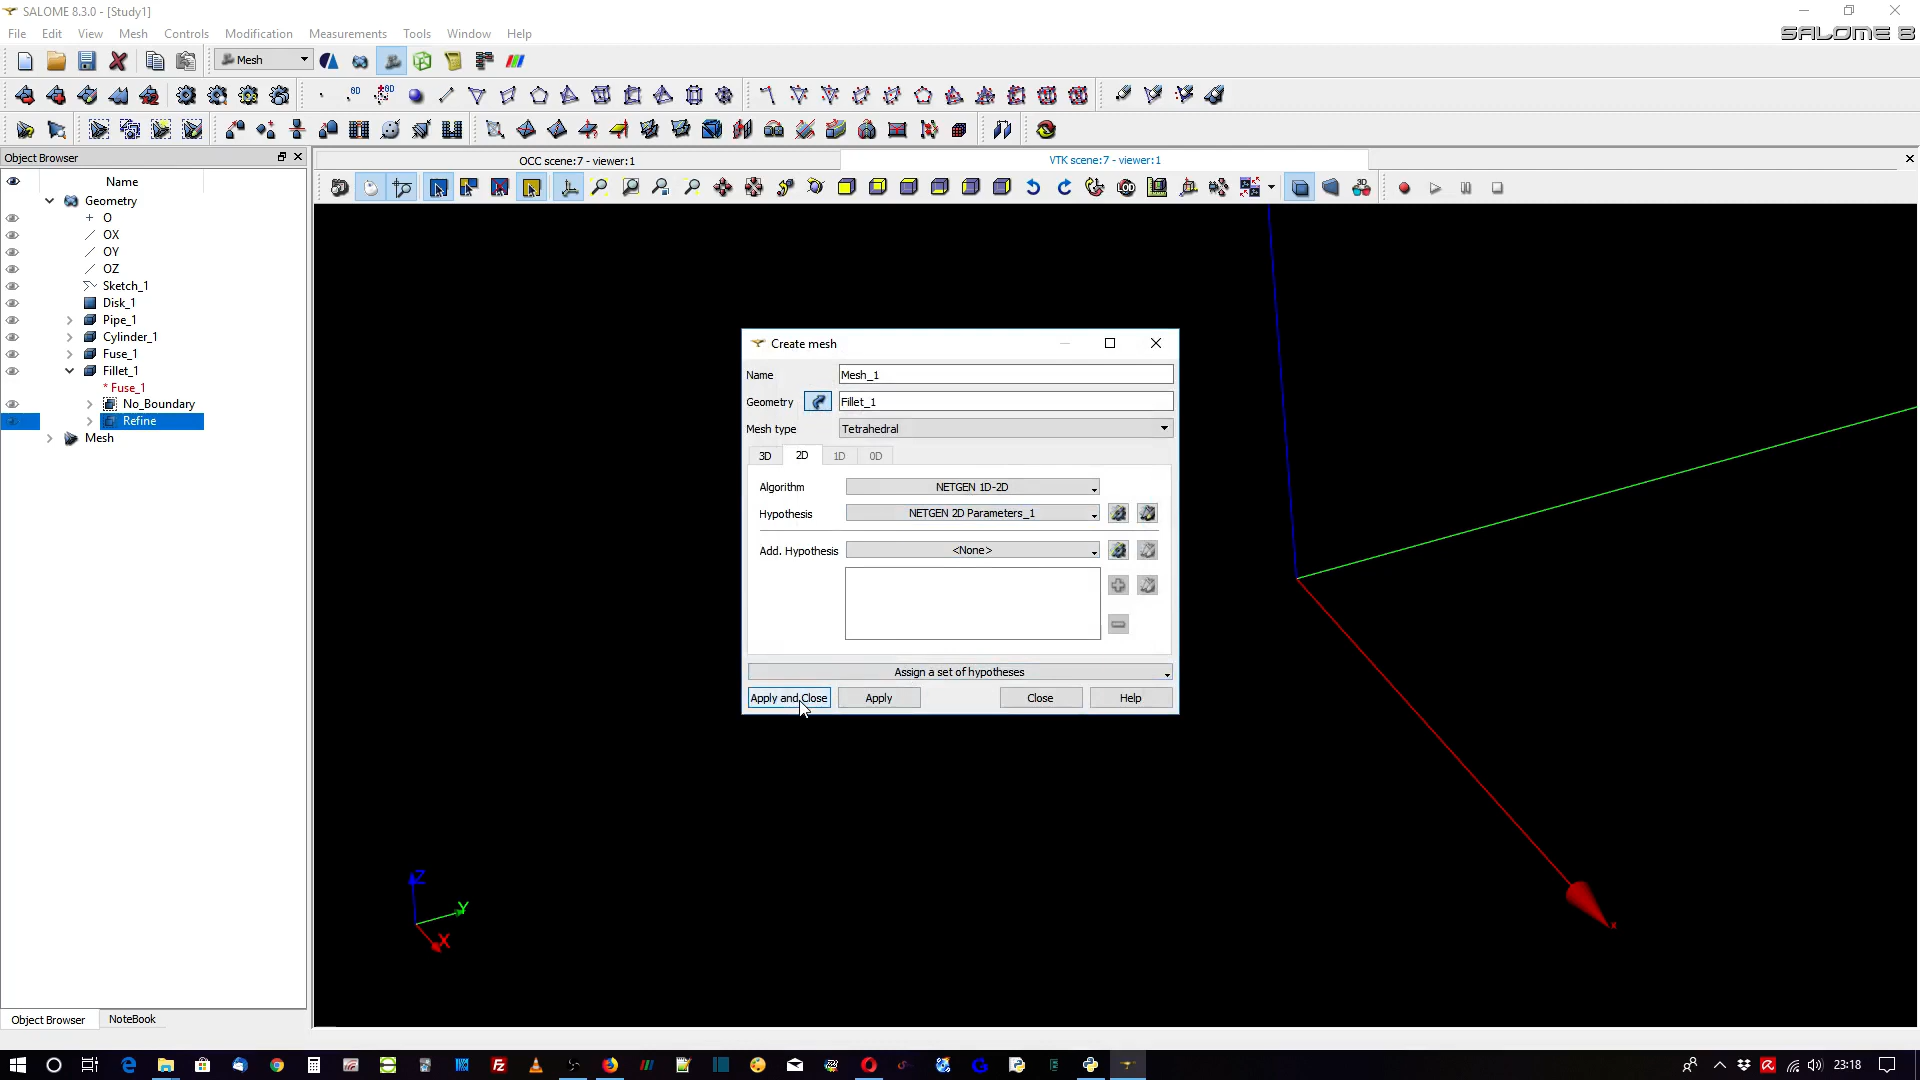 SALOME 8.3.0 - [Study1]
File Edit View Mesh Controls Modification Measurements Tools Window Help
SALOME 8
Mesh
0D 0D
Object Browser
OCC scene:7 - viewer:1
VTK scene:7 - viewer:1
Name
Geometry
O
OX
OY
OZ
Sketch_1
Disk_1
Pipe_1
Cylinder_1
Fuse_1
Fillet_1
* Fuse_1
No_Boundary
Refine
Mesh
LOD
3D
Create mesh
Name Mesh_1
Geometry Fillet_1
Mesh type Tetrahedral
3D 2D 1D 0D
Algorithm NETGEN 1D-2D
Hypothesis NETGEN 2D Parameters_1
Add. Hypothesis <None>
Assign a set of hypotheses
Apply and Close Apply Close Help
Z
Y
X
x
Object Browser NoteBook
23:18